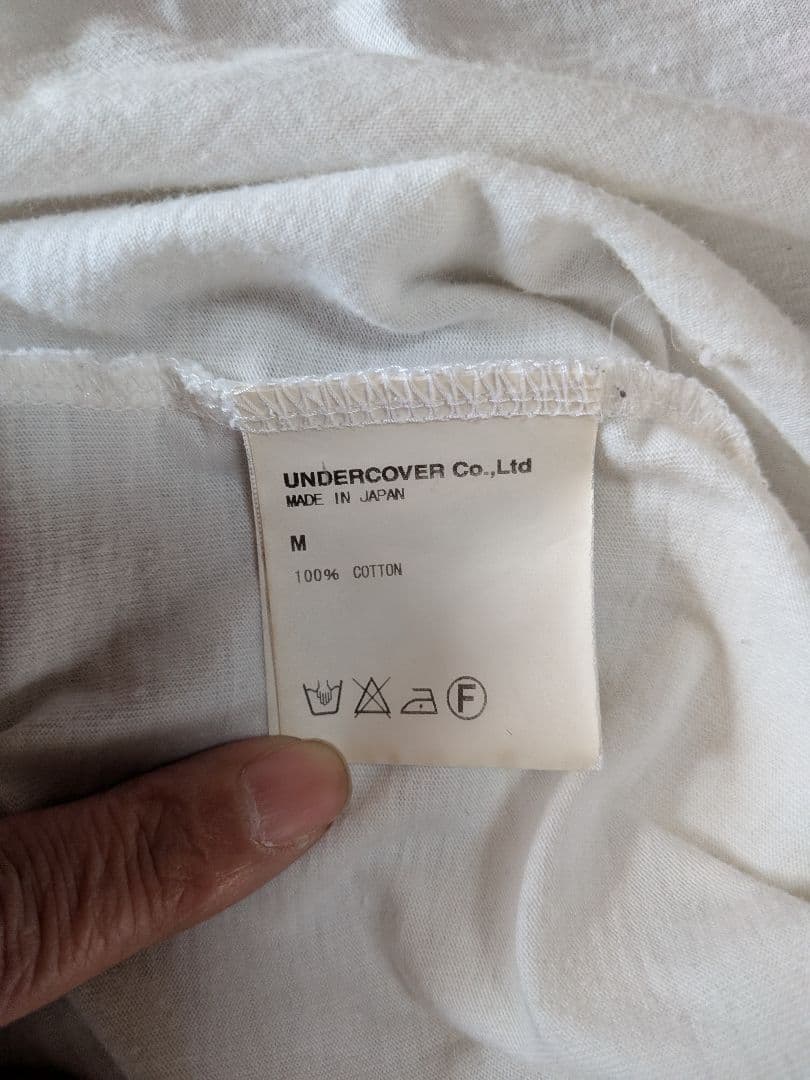 UNDERCOVER Co.,Ltd
MADE IN JAPAN
M
100% COTTON
F